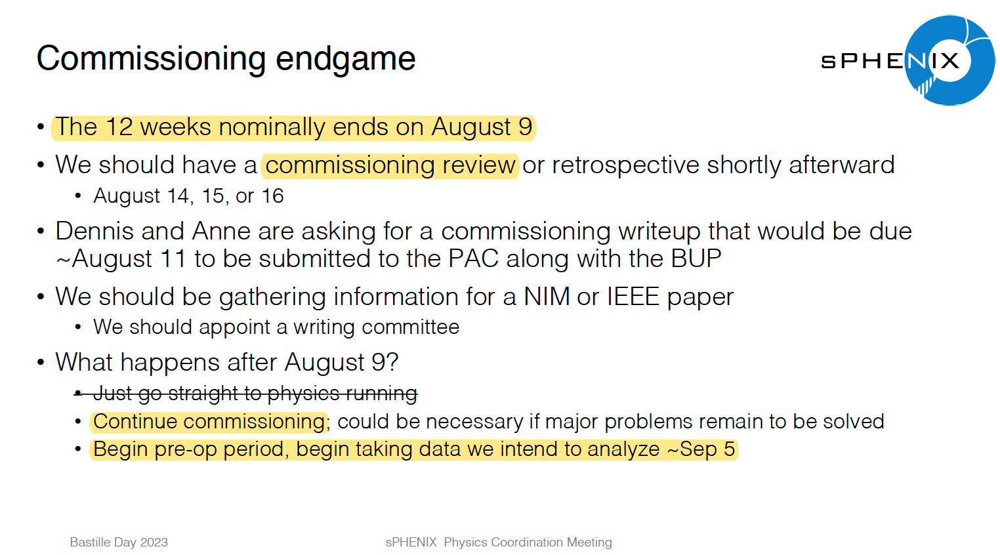 Commissioning endgame
sPHENIX
• The 12 weeks nominally ends on August 9
• We should have a commissioning review or retrospective shortly afterward
• August 14, 15, or 16
• Dennis and Anne are asking for a commissioning writeup that would be due
~August 11 to be submitted to the PAC along with the BUP
• We should be gathering information for a NIM or IEEE paper
• We should appoint a writing committee
• What happens after August 9?
• Just go straight to physics running
• Continue commissioning; could be necessary if major problems remain to be solved
• Begin pre-op period, begin taking data we intend to analyze ~Sep 5
Bastille Day 2023
sPHENIX Physics Coordination Meeting